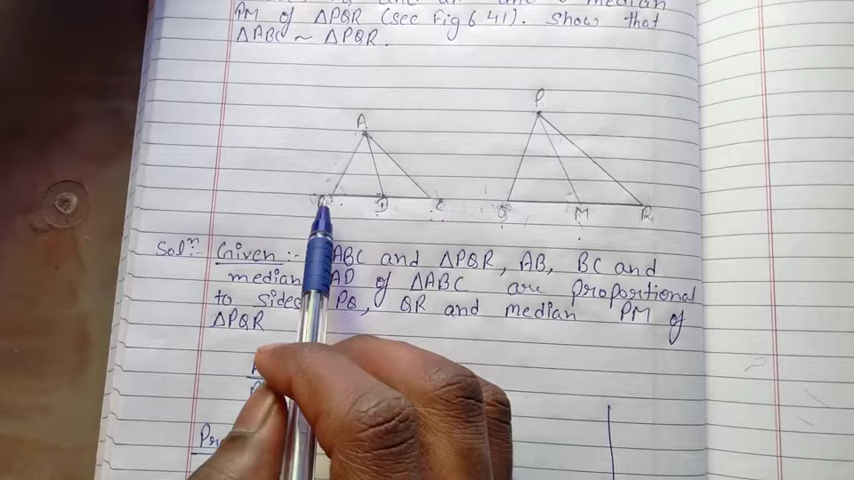 median
PM of ΔPQR (see Fig 6.41). Show that
ΔABC ~ ΔPQR.
A
P
D
C
Q
M
R
Solⁿ:- Given :- ABC and ΔPQR, AB, BC and
median AD of ΔABC are proportional
to sides PQ, QR and median PM of
ΔPQR